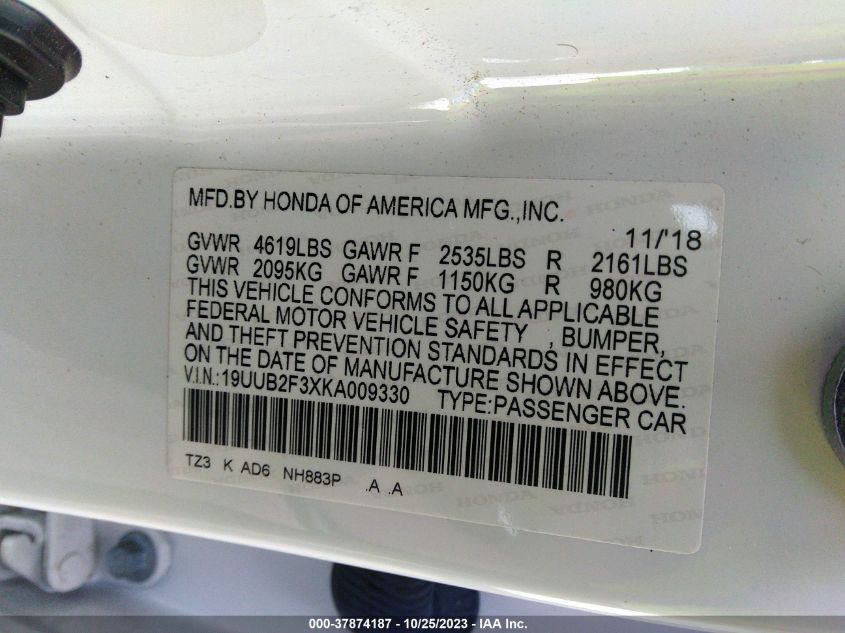 MFD.BY HONDA OF AMERICA MFG.,INC.
11/'18
GVWR 4619LBS GAWR F 2535LBS R 2161LBS
GVWR 2095KG GAWR F 1150KG R 980KG
THIS VEHICLE CONFORMS TO ALL APPLICABLE
FEDERAL MOTOR VEHICLE SAFETY , BUMPER,
AND THEFT PREVENTION STANDARDS IN EFFECT
ON THE DATE OF MANUFACTURE SHOWN ABOVE.
V.I.N.:19UUB2F3XKA009330 TYPE:PASSENGER CAR
TZ3 K AD6 NH883P .A .A
000-37874187 - 10/25/2023 - IAA Inc.